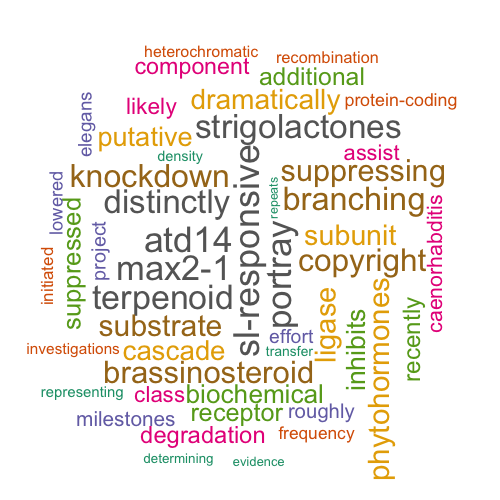 heterochromatic
recombination
component
additional
elegans
likely
dramatically
protein-coding
putative
strigolactones
density
assist
knockdown
suppressing
repeats
lowered
distinctly
branching
suppressed
project
atd14
sl-responsive
portray
subunit
caenorhabditis
initiated
max2-1
copyright
terpenoid
substrate
ligase
phytohormones
inhibits
recently
effort
investigations
cascade
transfer
brassinosteroid
representing
class
biochemical
milestones
receptor
roughly
degradation
frequency
determining
evidence